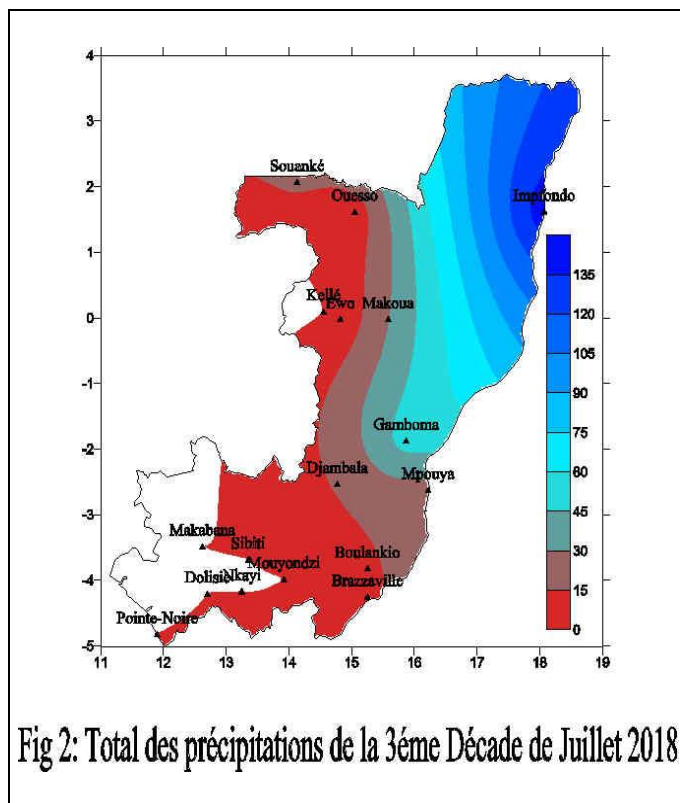 4
3
Souanké
2
Ouesso
Impfondo
1
135
Kellé
Ewo
Makoua
0
120
105
-1
90
75
Gamboma
-2
60
Djambala
Mpouya
45
-3
30
Makabana
Sibiti
Boulankio
15
Mouyondzi
-4
Dolisie
Nkayi
Brazzaville
0
Pointe-Noire
-5
11 12 13 14 15 16 17 18 19
Fig 2: Total des précipitations de la 3éme Décade de Juillet 2018